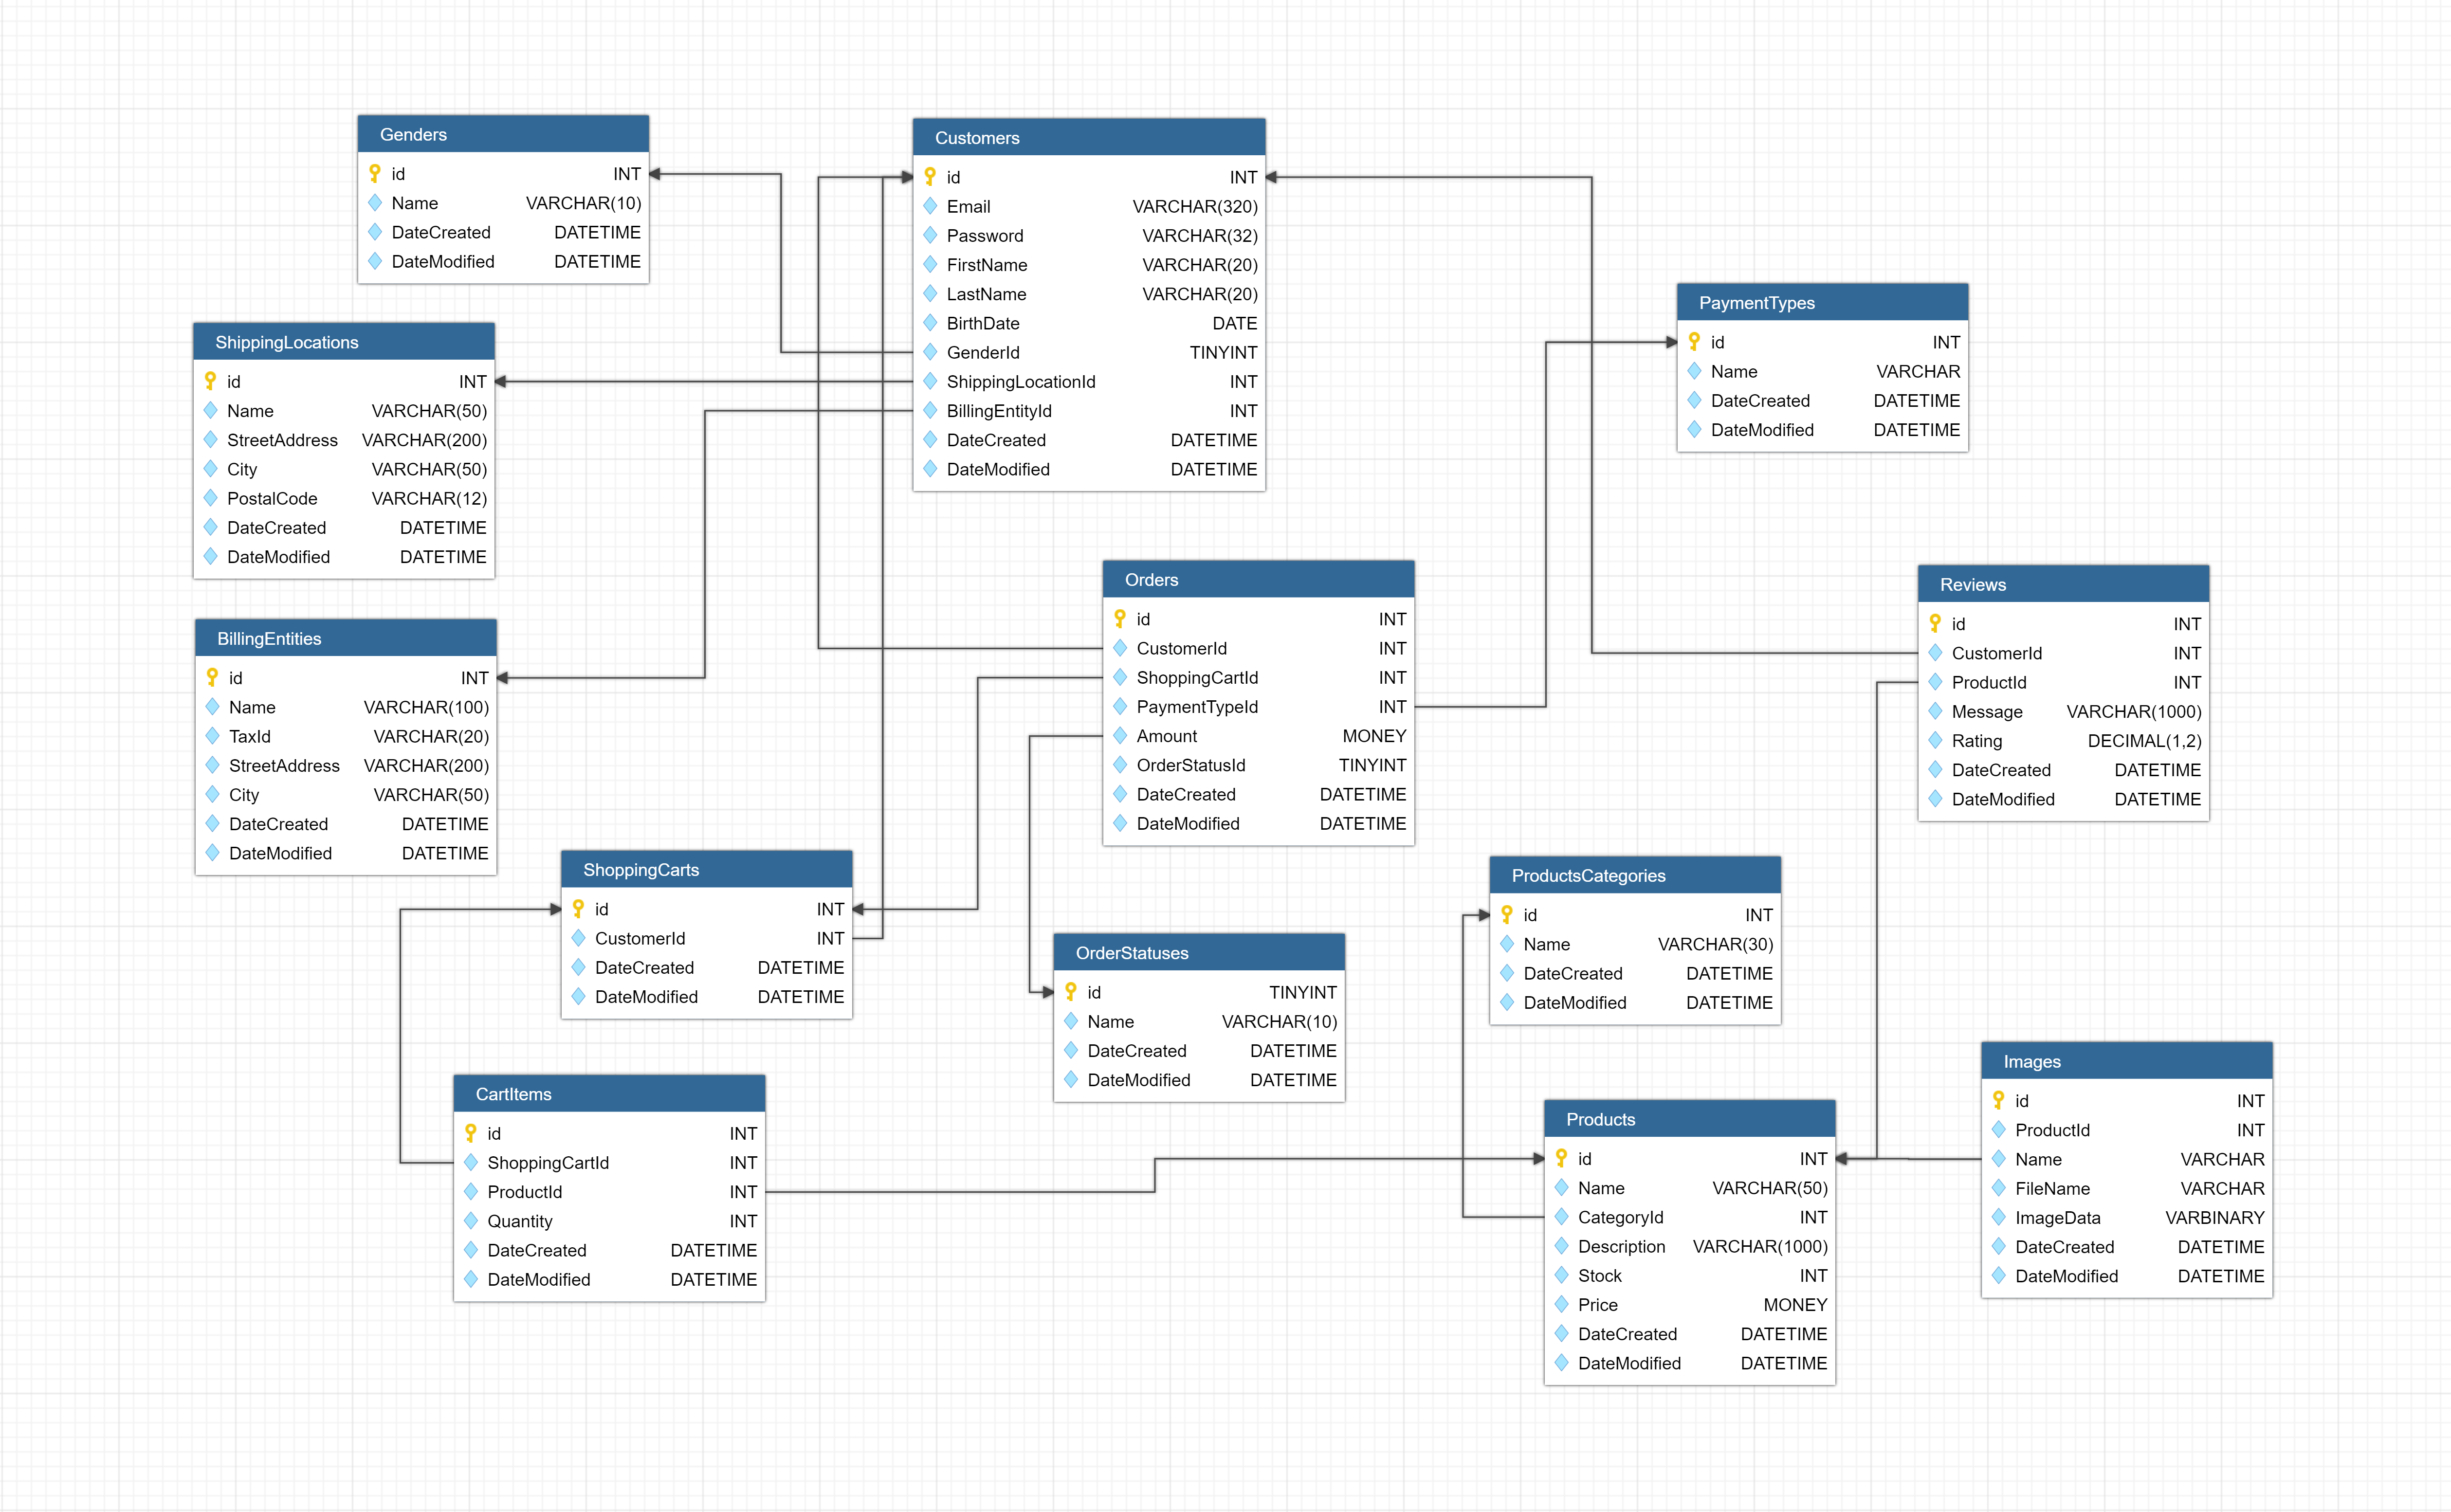 Genders
id INT
Name VARCHAR(10)
DateCreated DATETIME
DateModified DATETIME
Customers
id INT
Email VARCHAR(320)
Password VARCHAR(32)
FirstName VARCHAR(20)
LastName VARCHAR(20)
BirthDate DATE
GenderId TINYINT
ShippingLocationId INT
BillingEntityId INT
DateCreated DATETIME
DateModified DATETIME
PaymentTypes
id INT
Name VARCHAR
DateCreated DATETIME
DateModified DATETIME
ShippingLocations
id INT
Name VARCHAR(50)
StreetAddress VARCHAR(200)
City VARCHAR(50)
PostalCode VARCHAR(12)
DateCreated DATETIME
DateModified DATETIME
Orders
id INT
CustomerId INT
ShoppingCartId INT
PaymentTypeId INT
Amount MONEY
OrderStatusId TINYINT
DateCreated DATETIME
DateModified DATETIME
Reviews
id INT
CustomerId INT
ProductId INT
Message VARCHAR(1000)
Rating DECIMAL(1,2)
DateCreated DATETIME
DateModified DATETIME
BillingEntities
id INT
Name VARCHAR(100)
TaxId VARCHAR(20)
StreetAddress VARCHAR(200)
City VARCHAR(50)
DateCreated DATETIME
DateModified DATETIME
ShoppingCarts
id INT
CustomerId INT
DateCreated DATETIME
DateModified DATETIME
OrderStatuses
id TINYINT
Name VARCHAR(10)
DateCreated DATETIME
DateModified DATETIME
ProductsCategories
id INT
Name VARCHAR(30)
DateCreated DATETIME
DateModified DATETIME
CartItems
id INT
ShoppingCartId INT
ProductId INT
Quantity INT
DateCreated DATETIME
DateModified DATETIME
Products
id INT
Name VARCHAR(50)
CategoryId INT
Description VARCHAR(1000)
Stock INT
Price MONEY
DateCreated DATETIME
DateModified DATETIME
Images
id INT
ProductId INT
Name VARCHAR
FileName VARCHAR
ImageData VARBINARY
DateCreated DATETIME
DateModified DATETIME